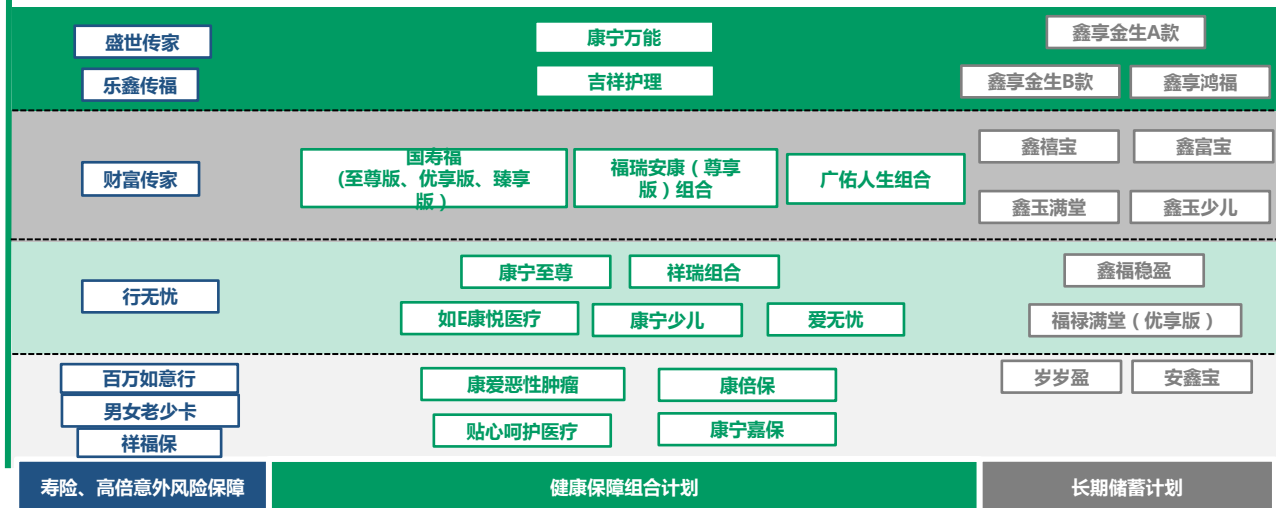 盛世传家
康宁万能
鑫享金生A款
乐鑫传福
吉祥护理
鑫享金生B款
鑫享鸿福
财富传家
国寿福
(至尊版、优享版、臻享
版）
福瑞安康（尊享
版）组合
广佑人生组合
鑫禧宝
鑫富宝
鑫玉满堂
鑫玉少儿
行无忧
康宁至尊
祥瑞组合
鑫福稳盈
如E康悦医疗
康宁少儿
爱无忧
福禄满堂（优享版）
百万如意行
男女老少卡
祥福保
康爱恶性肿瘤
康倍保
岁岁盈
安鑫宝
贴心呵护医疗
康宁嘉保
寿险、高倍意外风险保障
健康保障组合计划
长期储蓄计划